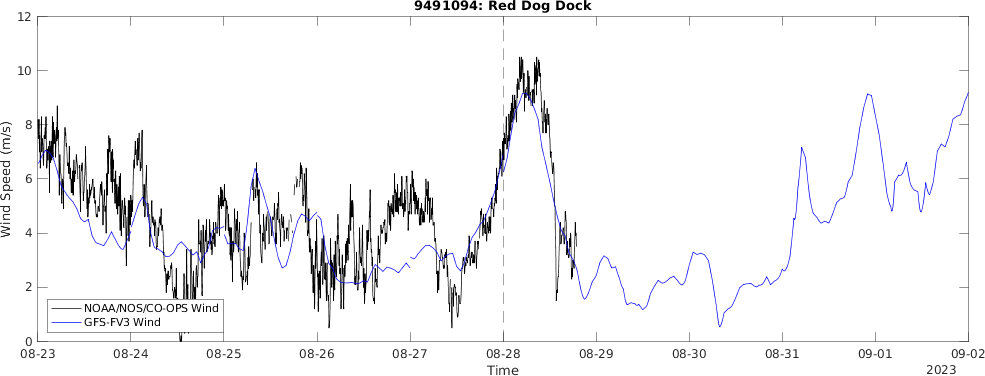 9491094: Red Dog Dock
Wind Speed (m/s)
12
10
8
6
4
2
0
NOAA/NOS/CO-OPS Wind
GFS-FV3 Wind
08-23 08-24 08-25 08-26 08-27 08-28 08-29 08-30 08-31 09-01 09-02
Time
2023